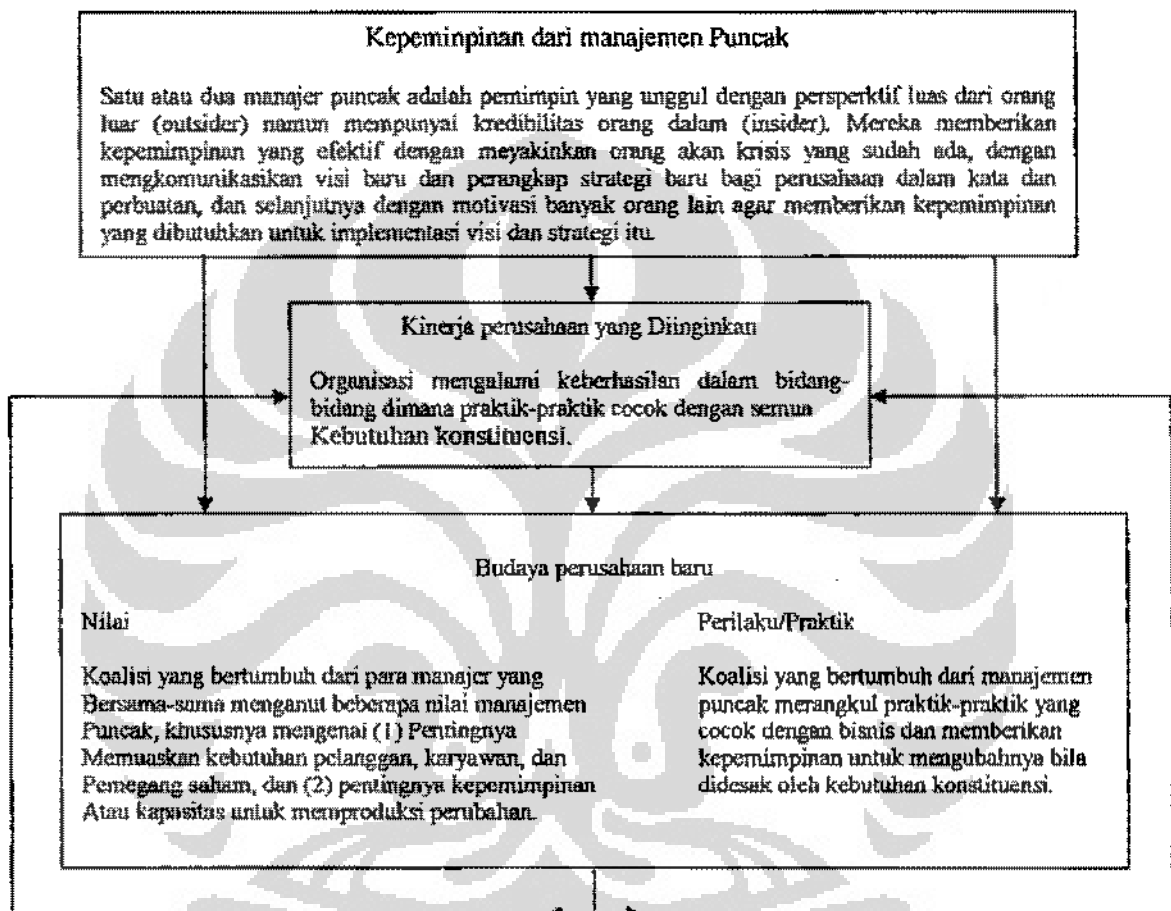 Kepeminpinan dari manajemen Puncak
Satu atau dua manajer puncak adalah pemimpin yang unggul dengan persperktif luas dari orang
luar (outsider) namun mempunyai kredibilitas orang dalam (insider). Mereka memberikan
kepemimpinan yang efektif dengan meyakinkan orang akan krisis yang sudah ada, dengan
mengkomunikasikan visi baru dan perangkap strategi baru bagi perusahaan dalam kata dan
perbuatan, dan selanjutnya dengan motivasi banyak orang lain agar memberikan kepemimpinan
yang dibutuhkan untuk implementasi visi dan strategi itu.
Kinerja perusahaan yang Diinginkan
Organisasi mengalami keberhasilan dalam bidang-
bidang dimana praktik-praktik cocok dengan semua
Kebutuhan konstituensi.
Budaya perusahaan baru
Nilai
Koalisi yang bertumbuh dari para manajer yang
Bersama-sama menganut beberapa nilai manajemen
Puncak, khususnya mengenai (1) Pentingnya
Memuaskan kebutuhan pelanggan, karyawan, dan
Pemegang saham, dan (2) pentingnya kepemimpinan
Atau kapasitas untuk memproduksi perubahan.
Perilaku/Praktik
Koalisi yang bertumbuh dari manajemen
puncak merangkul praktik-praktik yang
cocok dengan bisnis dan memberikan
kepemimpinan untuk mengubahnya bila
didesak oleh kebutuhan konstituensi.